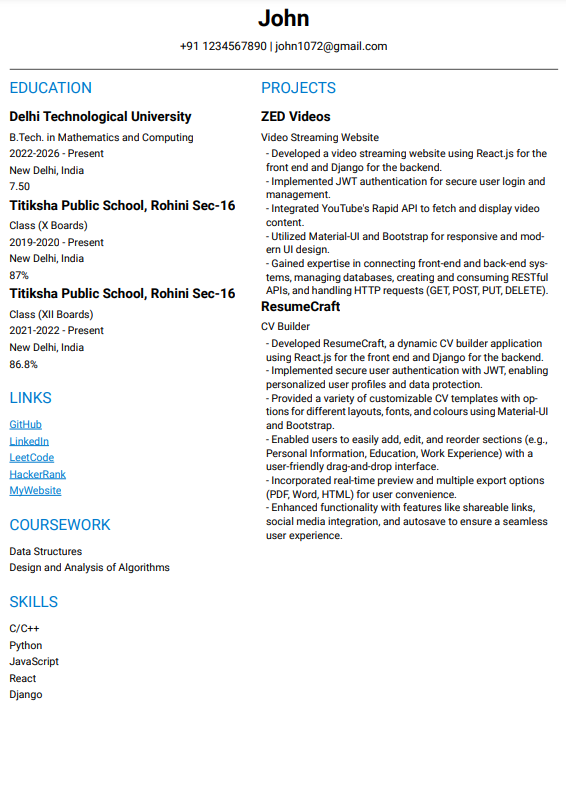 John
+91 1234567890 | john1072@gmail.com
EDUCATION
Delhi Technological University
B.Tech. in Mathematics and Computing
2022-2026 - Present
New Delhi, India
7.50
Titiksha Public School, Rohini Sec-16
Class (X Boards)
2019-2020 - Present
New Delhi, India
87%
Titiksha Public School, Rohini Sec-16
Class (XII Boards)
2021-2022 - Present
New Delhi, India
86.8%
LINKS
GitHub
LinkedIn
LeetCode
HackerRank
MyWebsite
COURSEWORK
Data Structures
Design and Analysis of Algorithms
SKILLS
C/C++
Python
JavaScript
React
Django
PROJECTS
ZED Videos
Video Streaming Website
- Developed a video streaming website using React.js for the
front end and Django for the backend.
- Implemented JWT authentication for secure user login and
management.
- Integrated YouTube's Rapid API to fetch and display video
content.
- Utilized Material-UI and Bootstrap for responsive and mod-
ern UI design.
- Gained expertise in connecting front-end and back-end sys-
tems, managing databases, creating and consuming RESTful
APIs, and handling HTTP requests (GET, POST, PUT, DELETE).
ResumeCraft
CV Builder
- Developed ResumeCraft, a dynamic CV builder application
using React.js for the front end and Django for the backend.
- Implemented secure user authentication with JWT, enabling
personalized user profiles and data protection.
- Provided a variety of customizable CV templates with op-
tions for different layouts, fonts, and colours using Material-UI
and Bootstrap.
- Enabled users to easily add, edit, and reorder sections (e.g.,
Personal Information, Education, Work Experience) with a
user-friendly drag-and-drop interface.
- Incorporated real-time preview and multiple export options
(PDF, Word, HTML) for user convenience.
- Enhanced functionality with features like shareable links,
social media integration, and autosave to ensure a seamless
user experience.